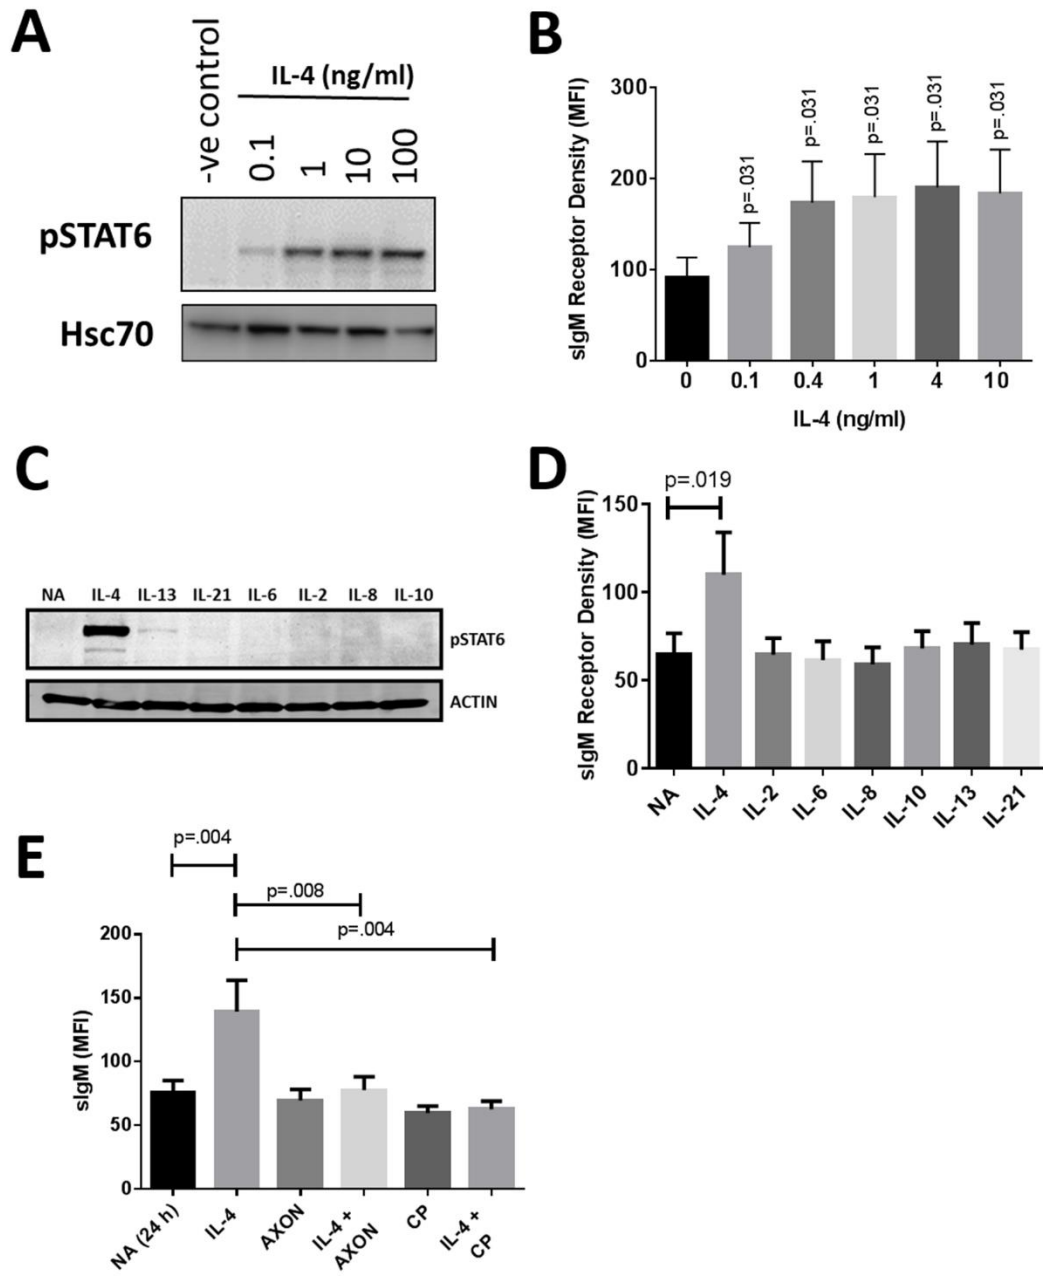 A
-ve control
IL-4 (ng/ml)
0.1
1
10
100
pSTAT6
Hsc70
B
sIgM Receptor Density (MFI)
300
200
100
0
p=.031
p=.031
p=.031
p=.031
p=.031
0
0.1
0.4
1
4
10
IL-4 (ng/ml)
C
NA IL-4 IL-13 IL-21 IL-6 IL-2 IL-8 IL-10
pSTAT6
ACTIN
D
p=.019
sIgM Receptor Density (MFI)
150
100
50
0
NA
IL-4
IL-2
IL-6
IL-8
IL-10
IL-13
IL-21
E
p=.004
p=.008
p=.004
sIgM (MFI)
200
150
100
50
0
NA (24 h)
IL-4
AXON
IL-4 +
AXON
CP
IL-4 +
CP